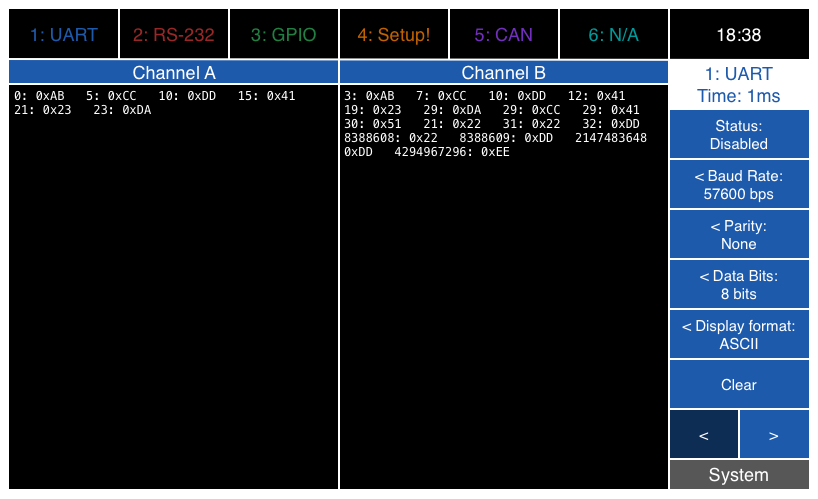 1: UART 2: RS-232 3: GPIO 4: Setup! 5: CAN 6: N/A 18:38
Channel A
0: 0xAB 5: 0xCC 10: 0xDD 15: 0x41
21: 0x23 23: 0xDA
Channel B
3: 0xAB 7: 0xCC 10: 0xDD 12: 0x41
19: 0x23 29: 0xDA 29: 0xCC 29: 0x41
30: 0x51 21: 0x22 31: 0x22 32: 0xDD
8388608: 0x22 8388609: 0xDD 2147483648
0xDD 4294967296: 0xEE
1: UART
Time: 1ms
Status:
Disabled
< Baud Rate:
57600 bps
< Parity:
None
< Data Bits:
8 bits
< Display format:
ASCII
Clear
< >
System